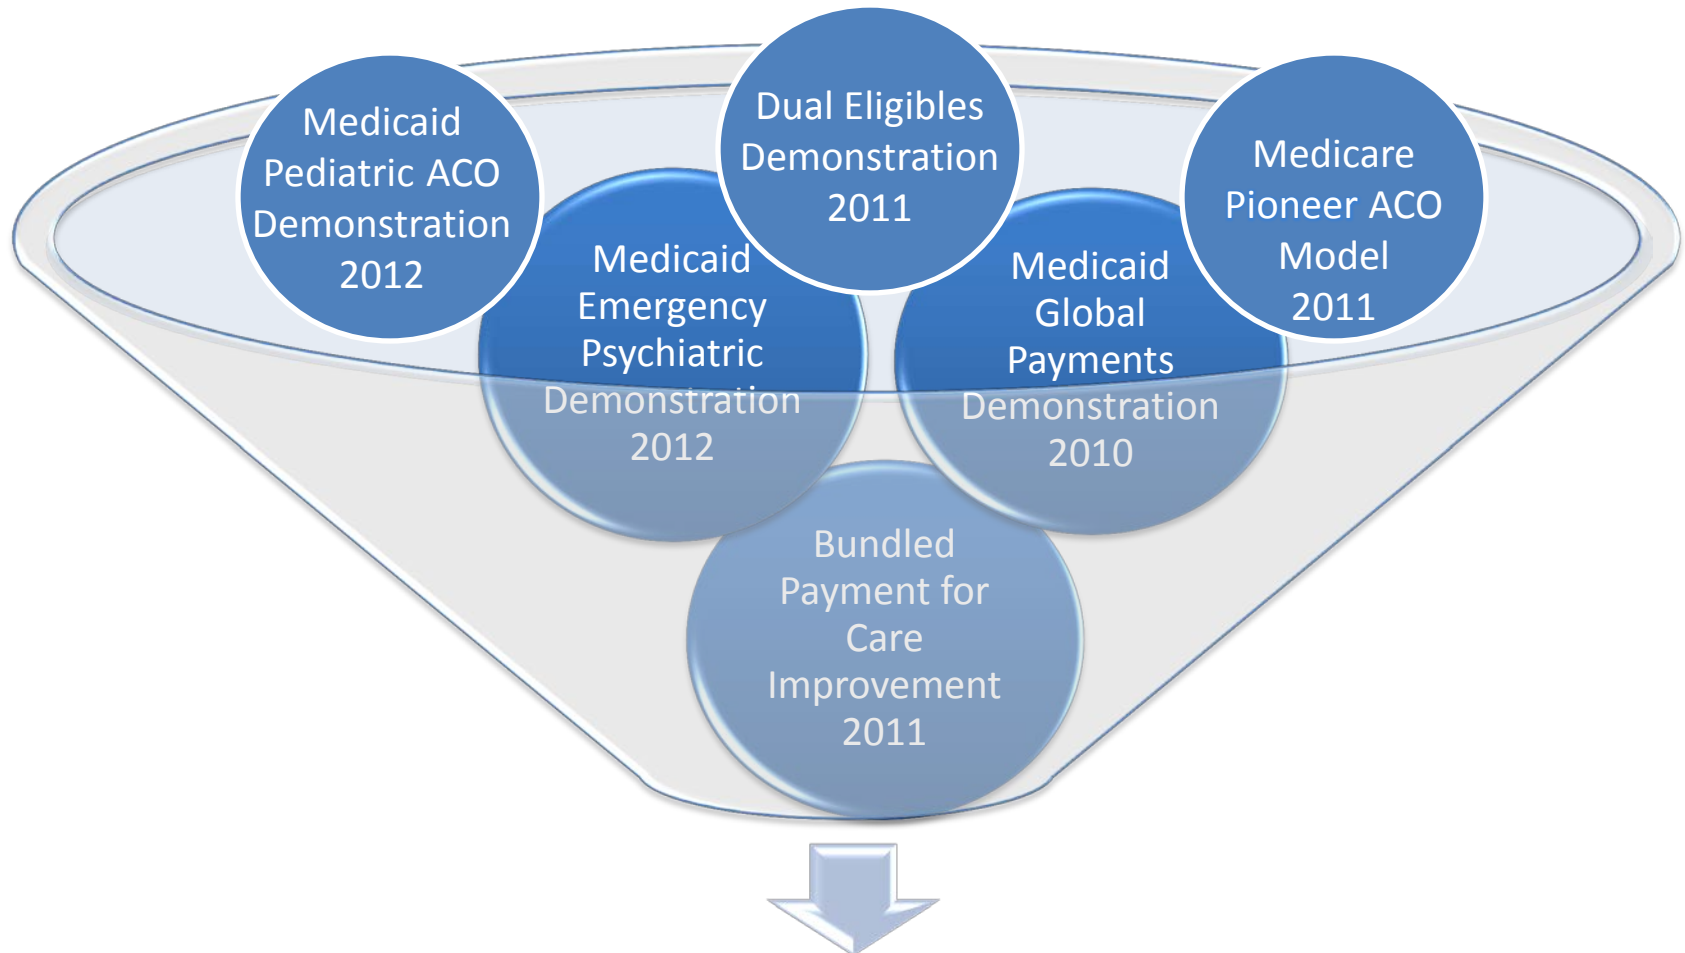 Medicaid
Pediatric ACO
Demonstration
2012
Dual Eligibles
Demonstration
2011
Medicare
Pioneer ACO
Model
2011
Medicaid
Emergency
Psychiatric
Demonstration
2012
Medicaid
Global
Payments
Demonstration
2010
Bundled
Payment for
Care
Improvement
2011